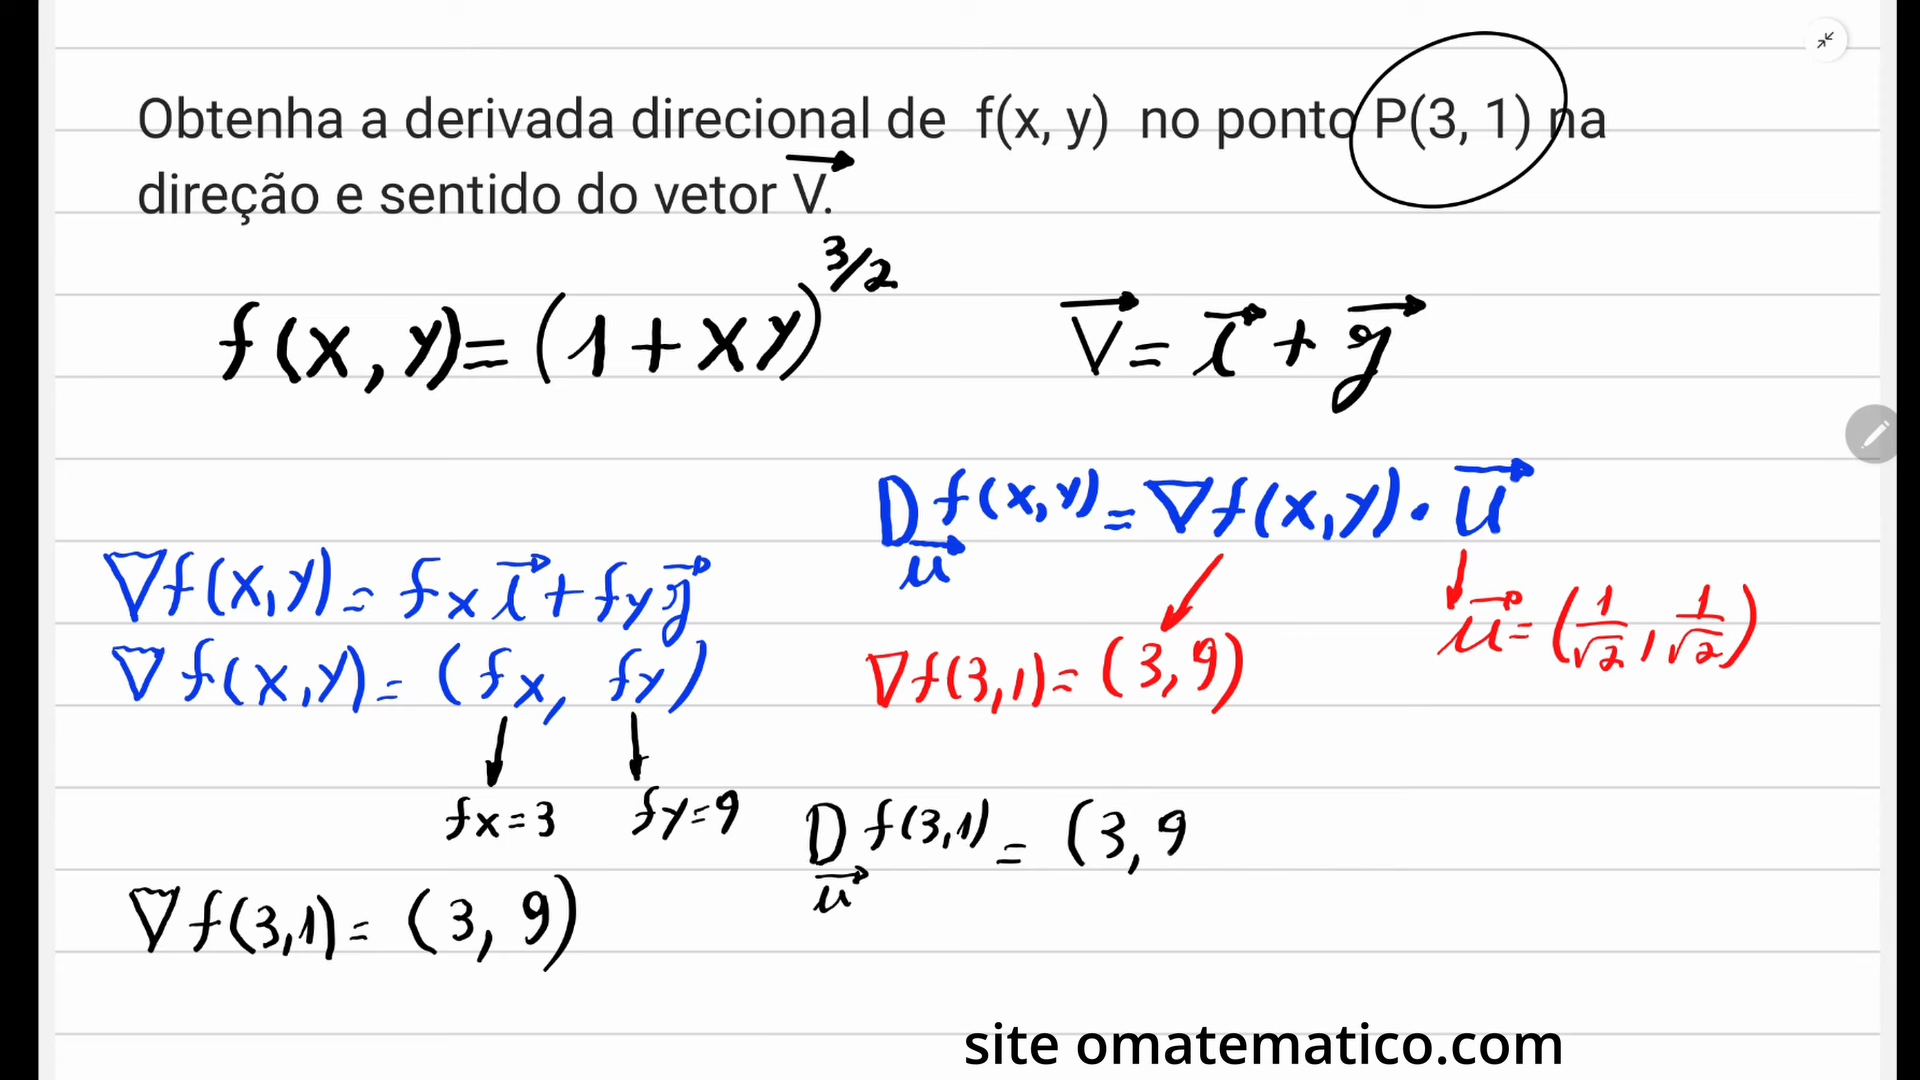 Obtenha a derivada direcional de f(x, y) no ponto P(3, 1) na
direção e sentido do vetor V.
f(x,y)=(1+xy)^3/2
V⃗= i⃗ + j⃗
D_u⃗ f(x,y)=∇f(x,y)·u⃗
∇f(x,y)= fx i⃗ + fy j⃗
∇f(x,y)= (fx, fy)
∇f(3,1)= (3,9)
u⃗= (1/√2, 1/√2)
fx=3 fy=9
D_u⃗ f(3,1) = (3,9
∇f(3,1)= (3, 9)
site omatematico.com